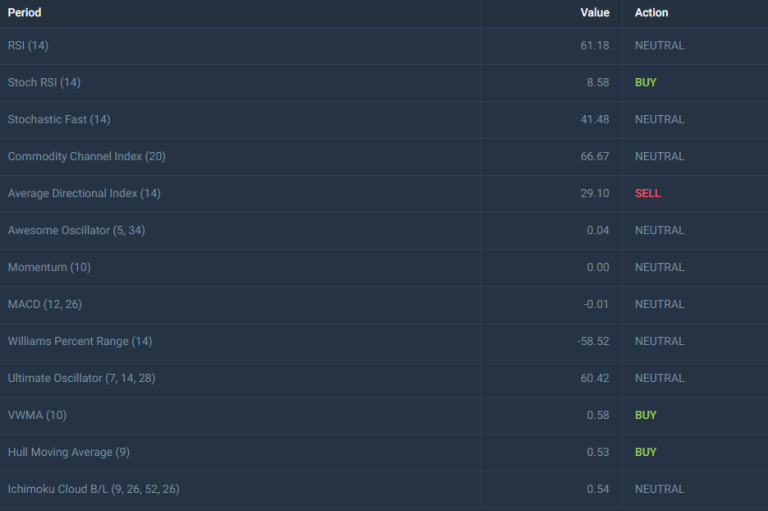 Period Value Action
RSI (14) 61.18 NEUTRAL
Stoch RSI (14) 8.58 BUY
Stochastic Fast (14) 41.48 NEUTRAL
Commodity Channel Index (20) 66.67 NEUTRAL
Average Directional Index (14) 29.10 SELL
Awesome Oscillator (5, 34) 0.04 NEUTRAL
Momentum (10) 0.00 NEUTRAL
MACD (12, 26) -0.01 NEUTRAL
Williams Percent Range (14) -58.52 NEUTRAL
Ultimate Oscillator (7, 14, 28) 60.42 NEUTRAL
VWMA (10) 0.58 BUY
Hull Moving Average (9) 0.53 BUY
Ichimoku Cloud B/L (9, 26, 52, 26) 0.54 NEUTRAL